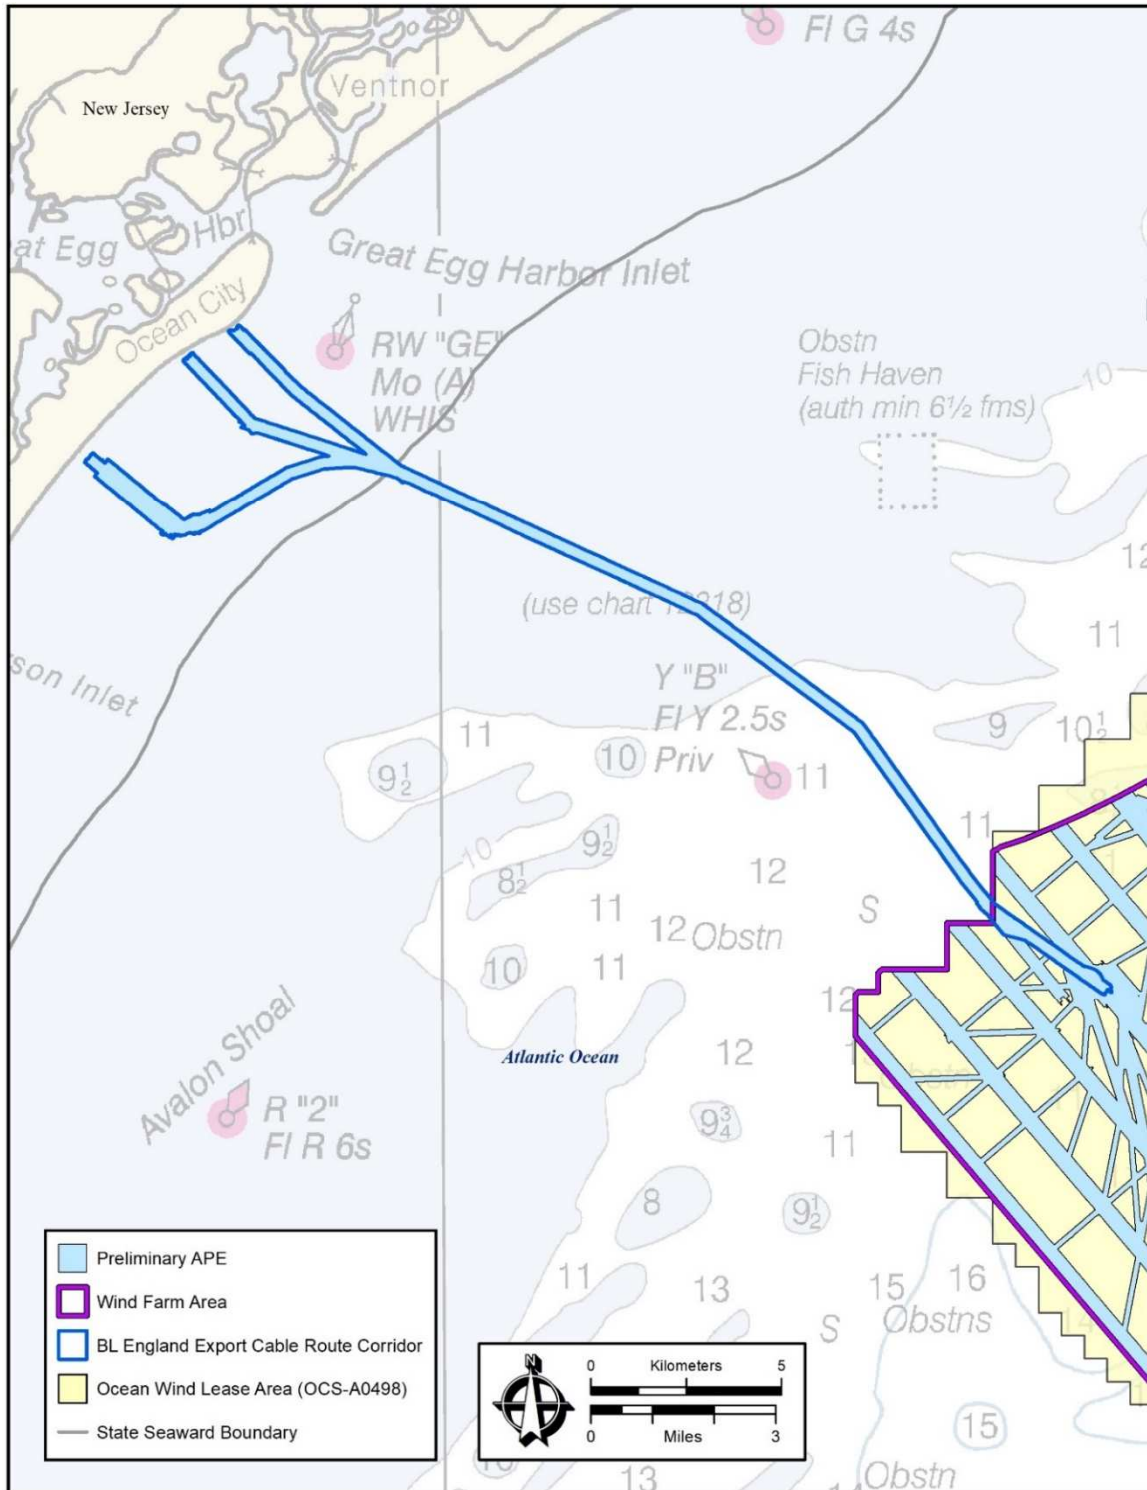 Fl G 4s
Ventnor
New Jersey
Hbr
at Egg
Great Egg Harbor Inlet
Ocean City
RW "GE"
Mo (A)
WHIS
Obstn
Fish Haven
(auth min 6½ fms)
10
12
(use chart 12318)
11
son Inlet
Y "B"
Fl Y 2.5s
Priv
11
9
10½
11
10
9½
11
11
10
9½
8½
12
11
S
12 Obstn
10
11
12
Atlantic Ocean
12
Obstn
Avalon Shoal
R "2"
Fl R 6s
9¾
11
8
9½
11
13
15
16
Obstns
S
14
Preliminary APE
Wind Farm Area
BL England Export Cable Route Corridor
Ocean Wind Lease Area (OCS-A0498)
State Seaward Boundary
N
0 Kilometers 5
0 Miles 3
15
13
Obstn